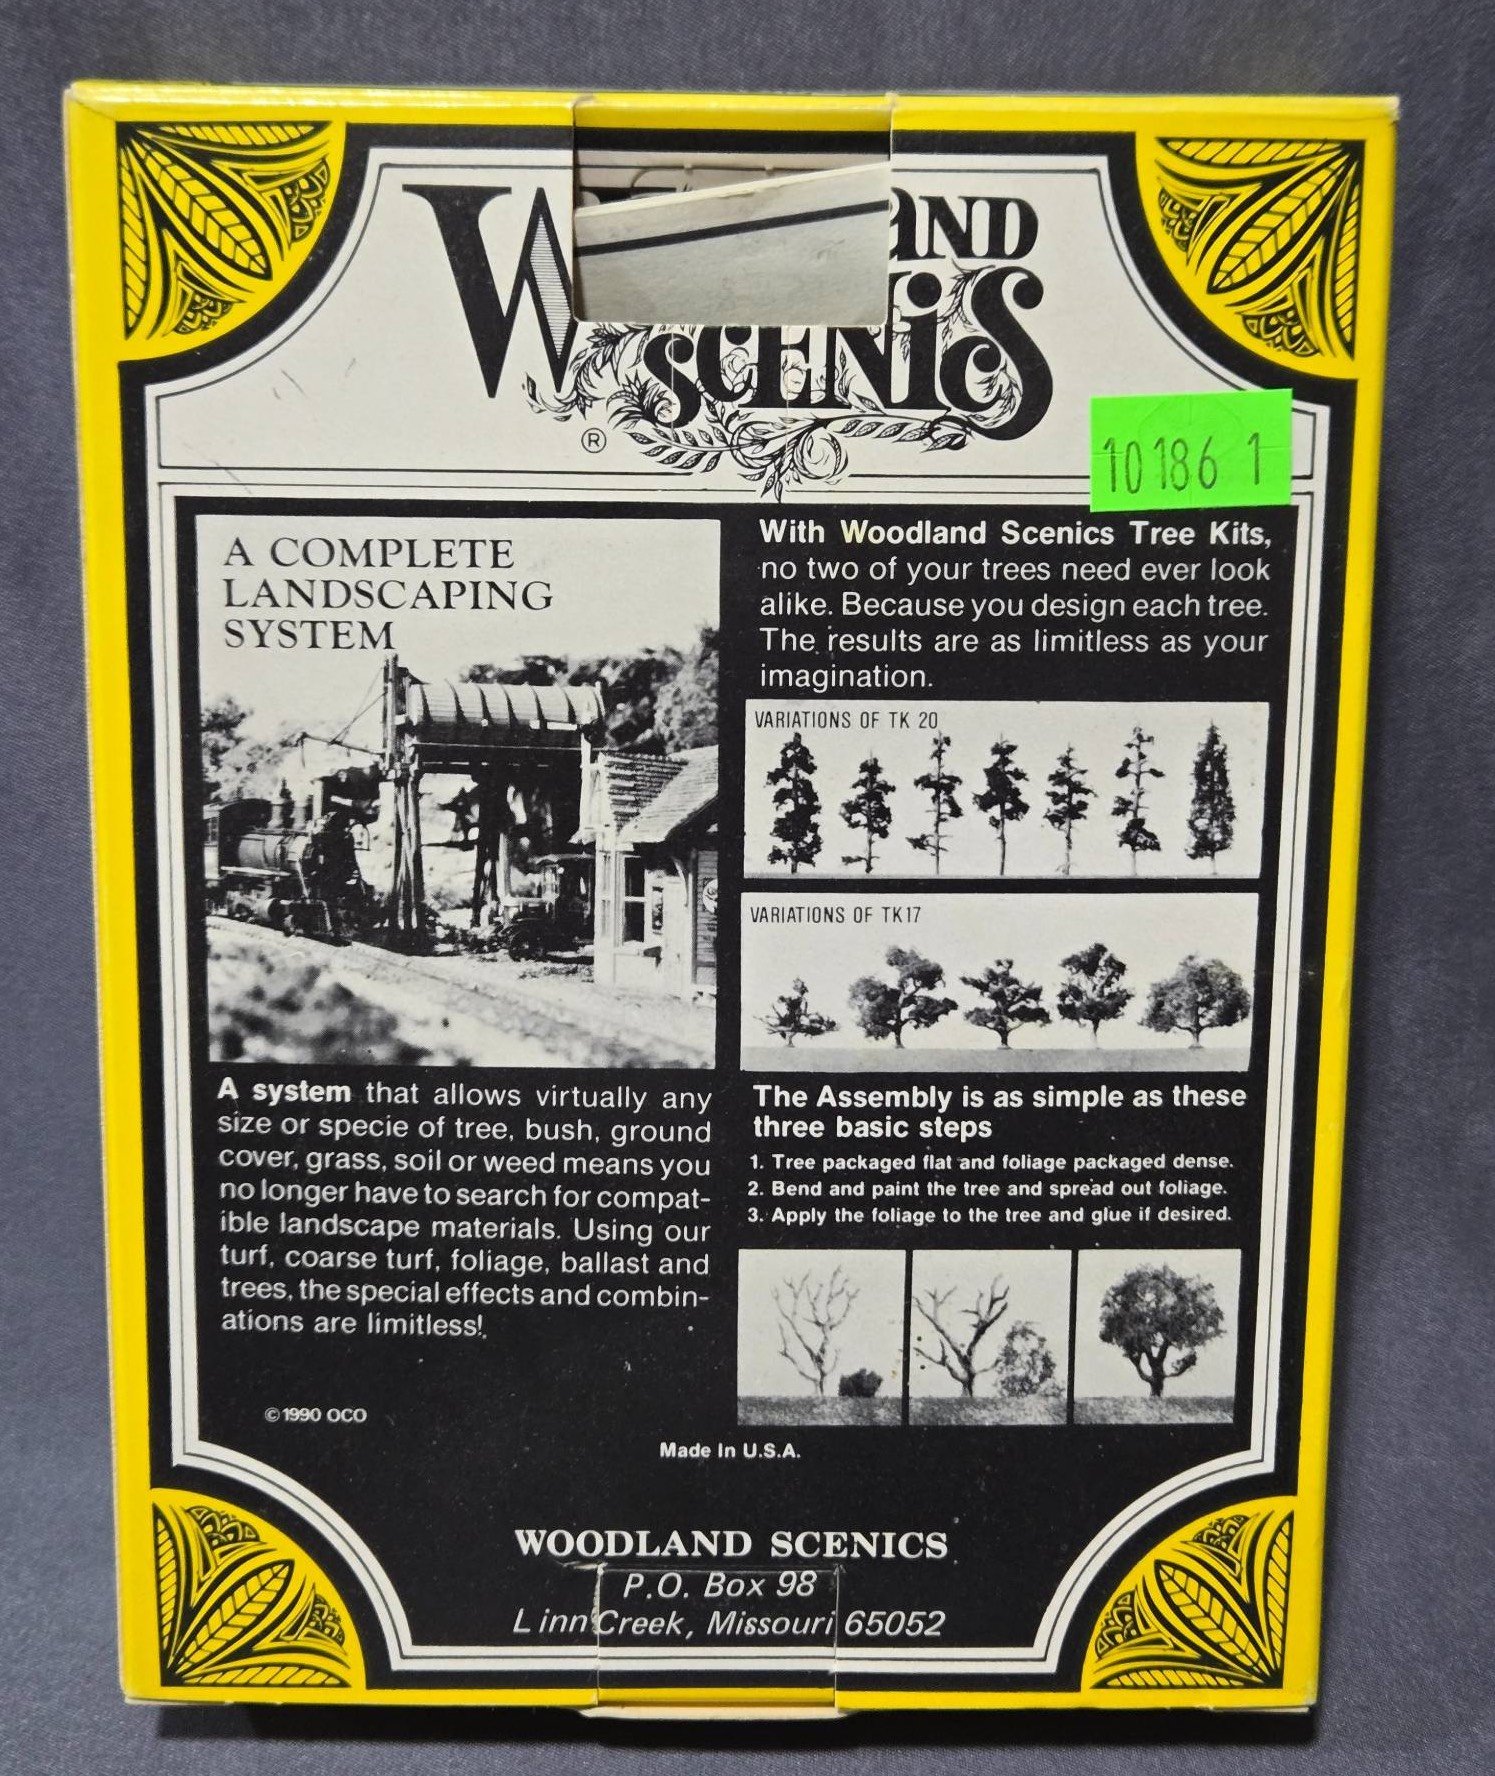 W AND
SCENICS
®
10186 1
A COMPLETE
LANDSCAPING
SYSTEM
A system that allows virtually any
size or specie of tree, bush, ground
cover, grass, soil or weed means you
no longer have to search for compat-
ible landscape materials. Using our
turf, coarse turf, foliage, ballast and
trees, the special effects and combin-
ations are limitless!
© 1990 OCO
With Woodland Scenics Tree Kits,
no two of your trees need ever look
alike. Because you design each tree.
The results are as limitless as your
imagination.
VARIATIONS OF TK 20
VARIATIONS OF TK17
The Assembly is as simple as these
three basic steps
1. Tree packaged flat and foliage packaged dense.
2. Bend and paint the tree and spread out foliage.
3. Apply the foliage to the tree and glue if desired.
Made In U.S.A.
WOODLAND SCENICS
P.O. Box 98
Linn Creek, Missouri 65052